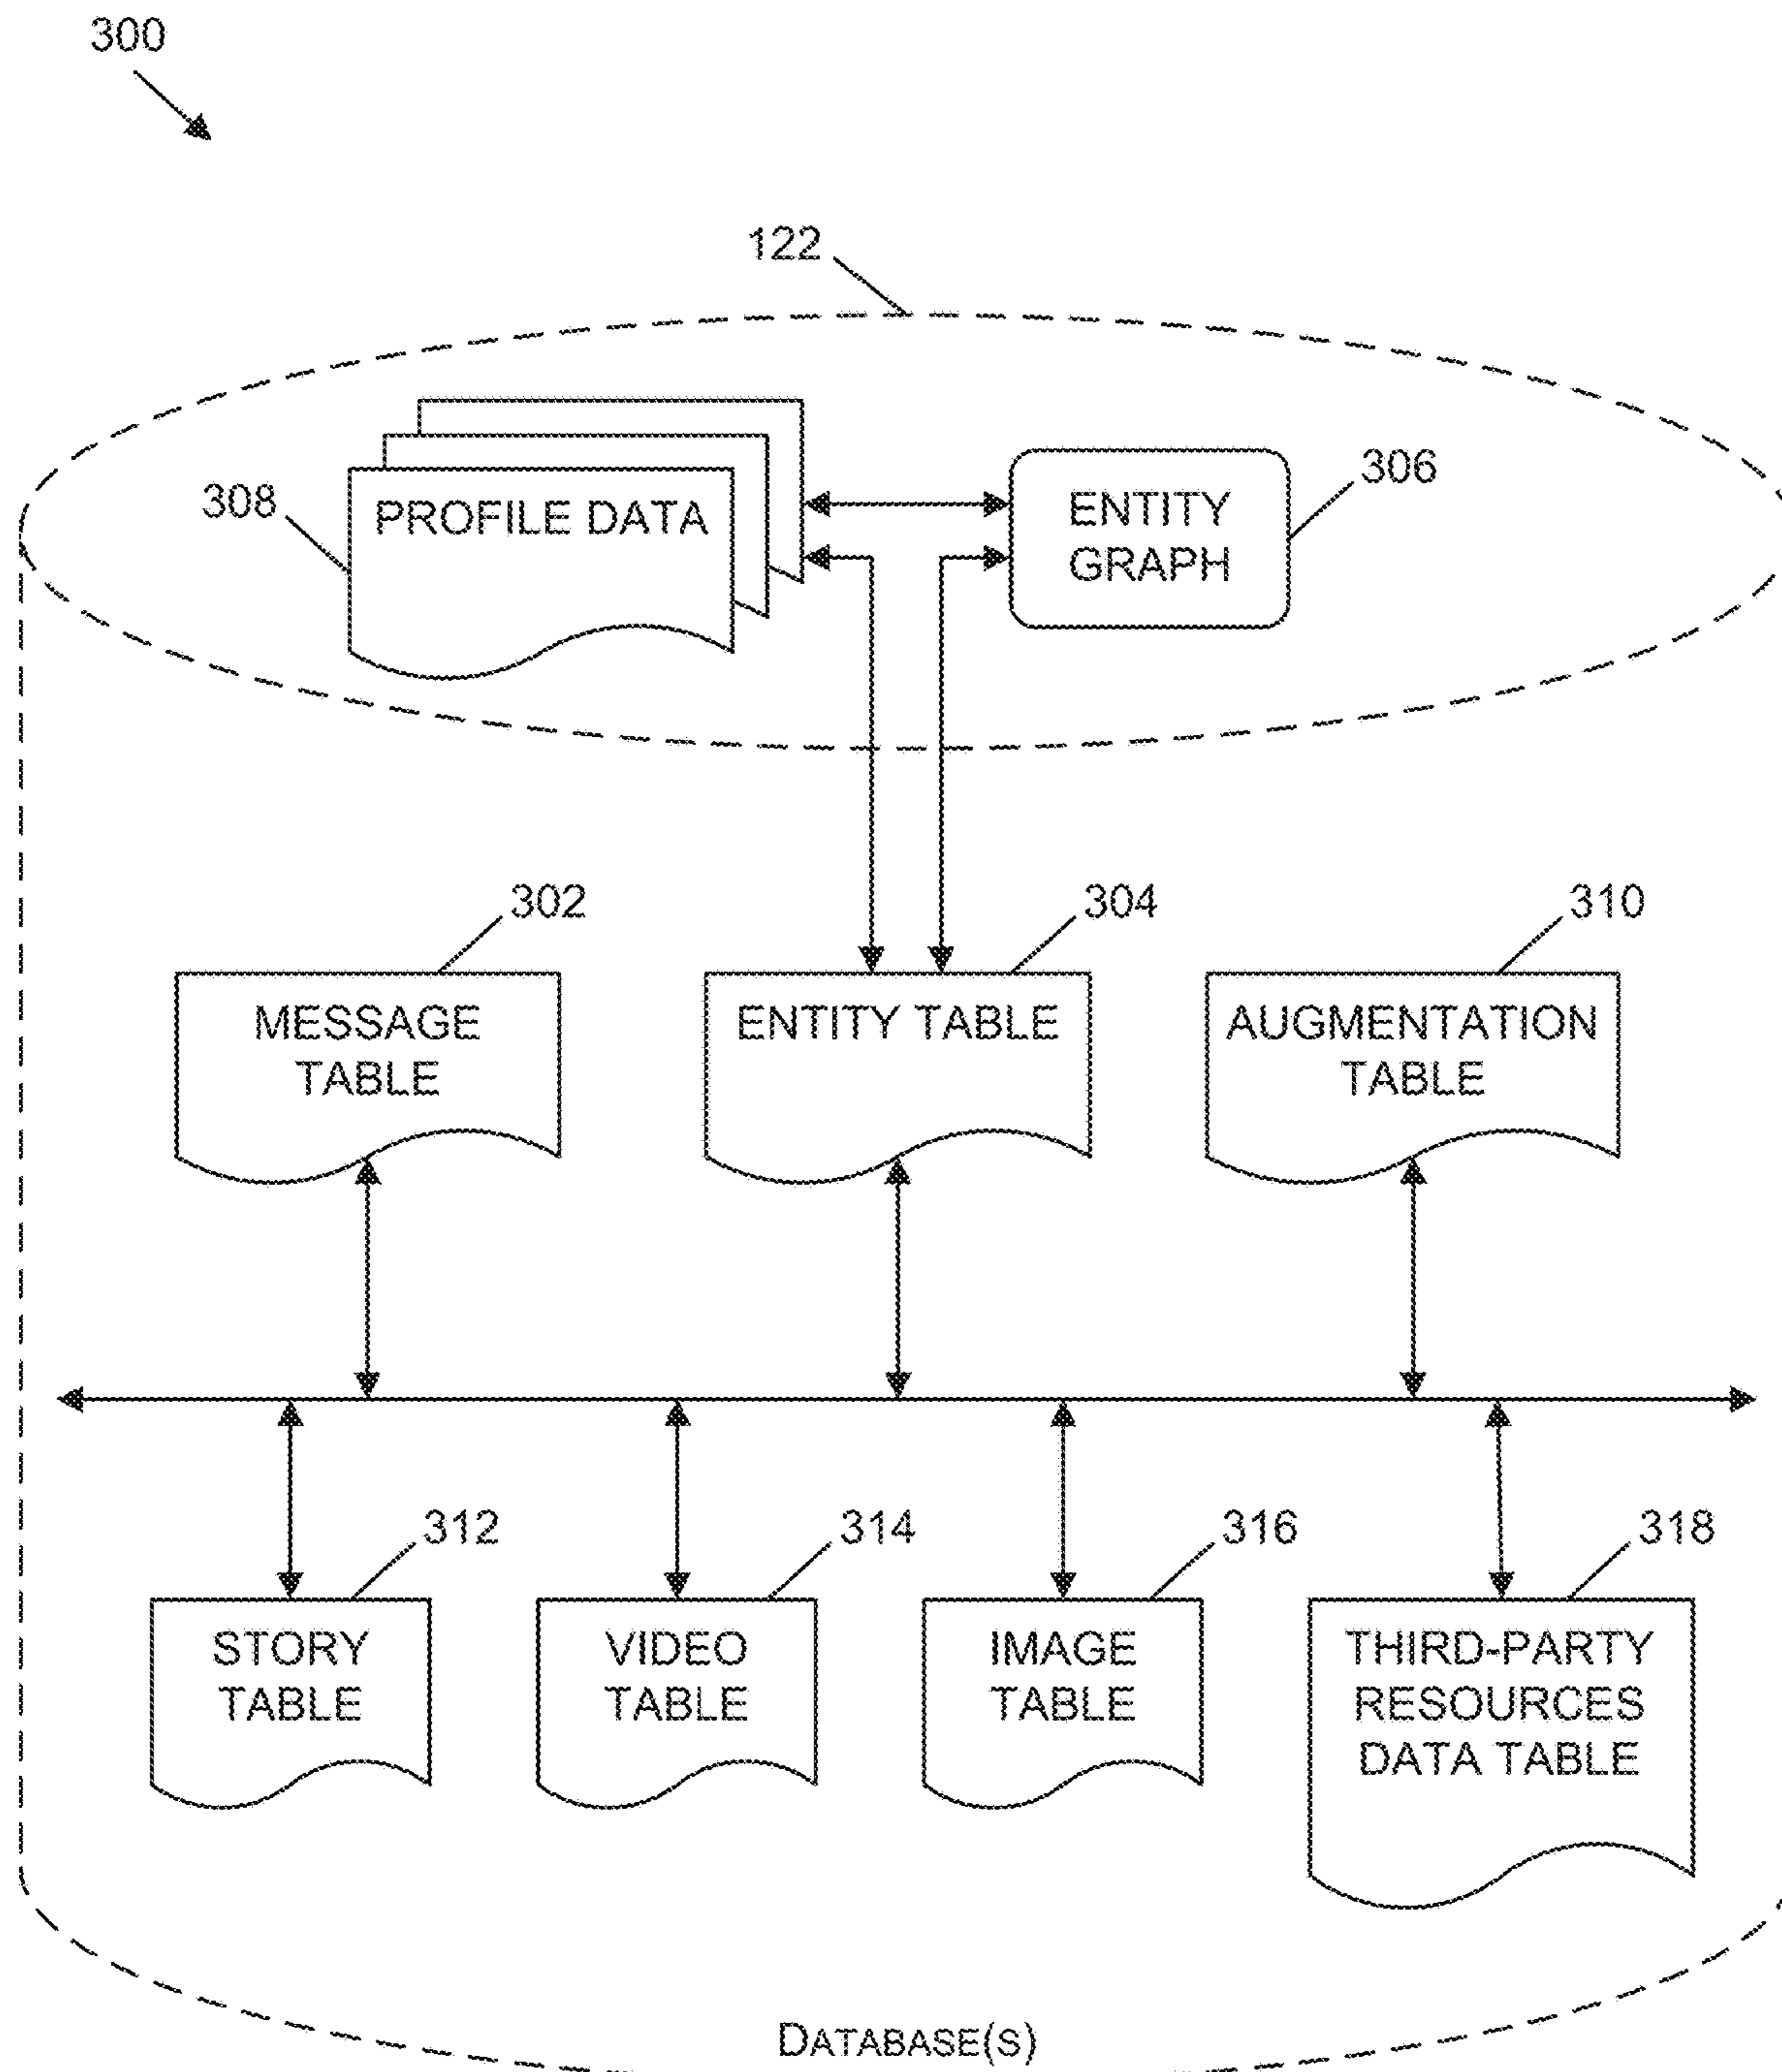 300
122
308
PROFILE DATA
ENTITY
GRAPH
306
302
304
310
MESSAGE
TABLE
ENTITY TABLE
AUGMENTATION
TABLE
312
314
316
318
STORY
TABLE
VIDEO
TABLE
IMAGE
TABLE
THIRD-PARTY
RESOURCES
DATA TABLE
DATABASE(S)